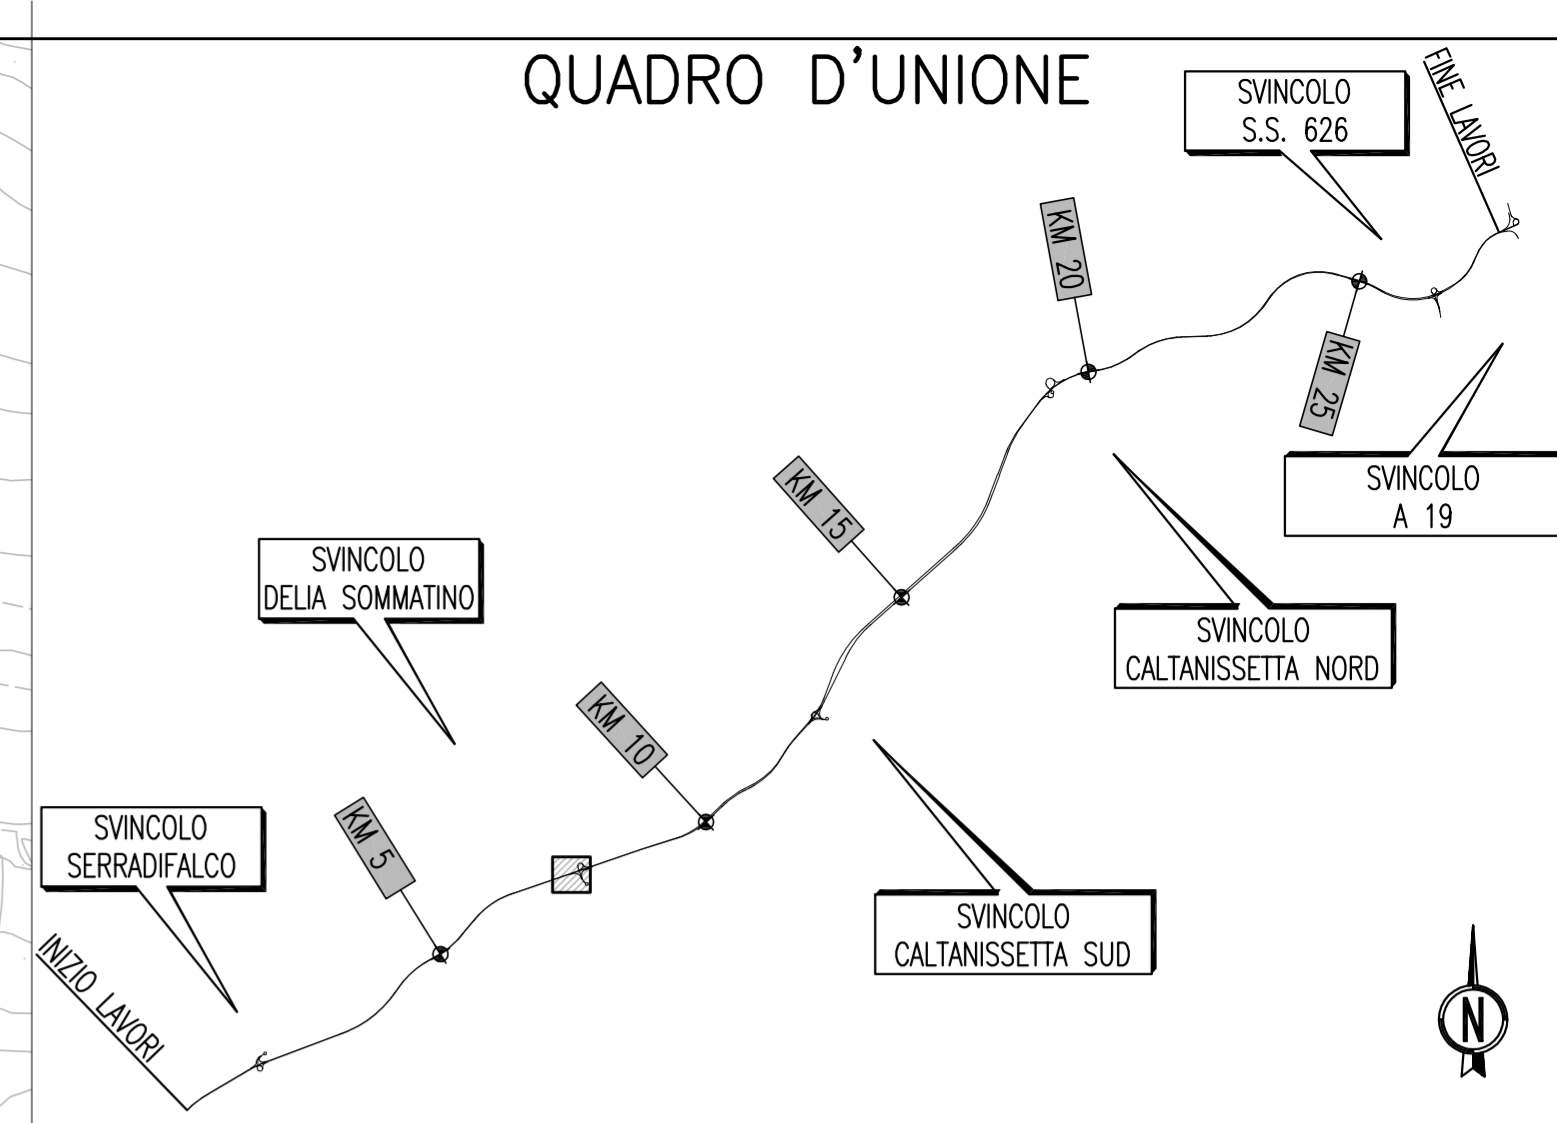 QUADRO D'UNIONE
SVINCOLO
S.S. 626
FINE LAVORI
KM 20
KM 25
SVINCOLO
A 19
KM 15
SVINCOLO
DELIA SOMMATINO
SVINCOLO
CALTANISSETTA NORD
KM 10
SVINCOLO
SERRADIFALCO
KM 5
SVINCOLO
CALTANISSETTA SUD
INIZIO LAVORI
N